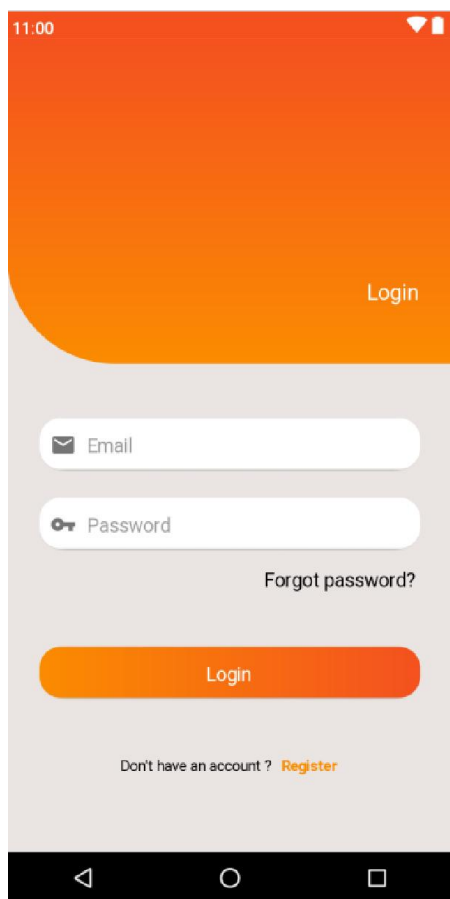 11:00
Login
Email
Password
Forgot password?
Login
Don't have an account ? Register